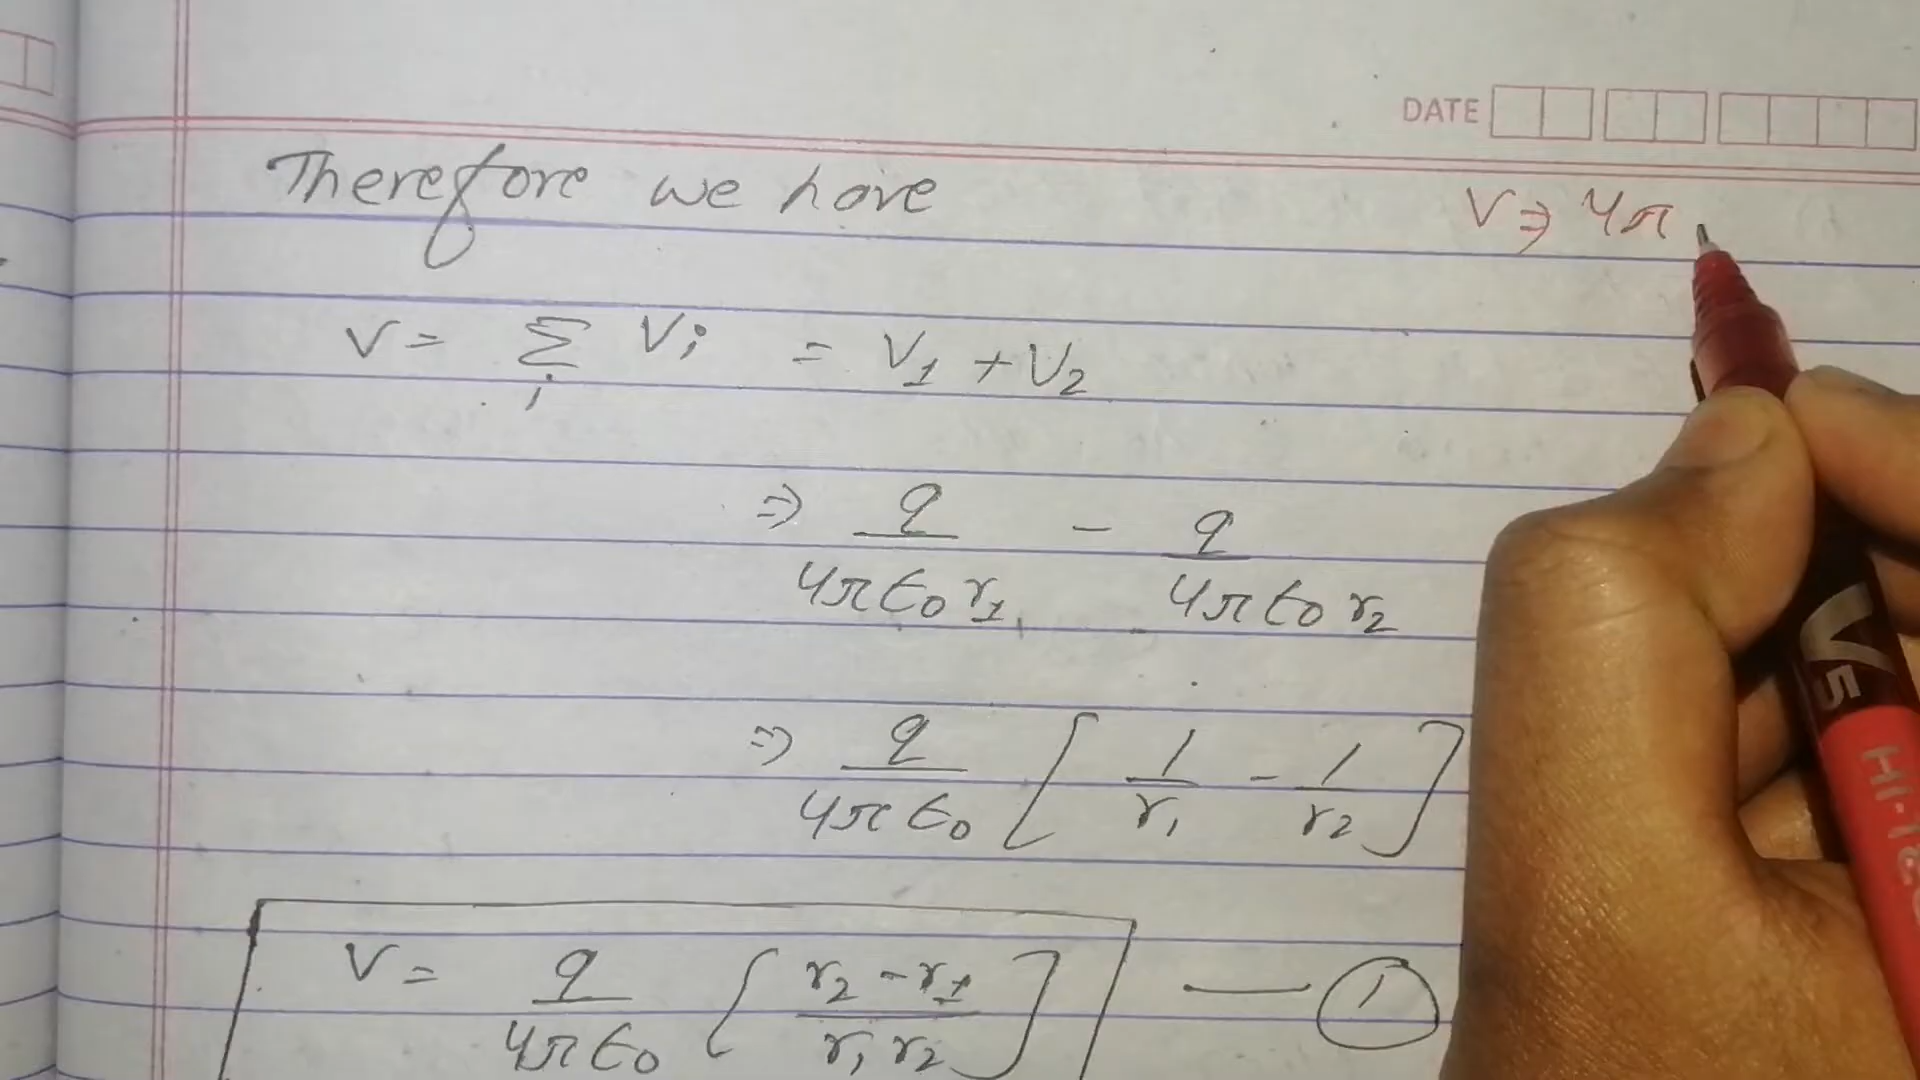 DATE
Therefore we have
V ⇒ 4π
V = Σ Vi = V1 + V2
i
⇒ q/4πϵ0r1 - q/4πϵ0r2
⇒ q/4πϵ0 [1/r1 - 1/r2]
V = q/4πϵ0 [r2 - r1/r1r2] — 1
V5
HI-TEC